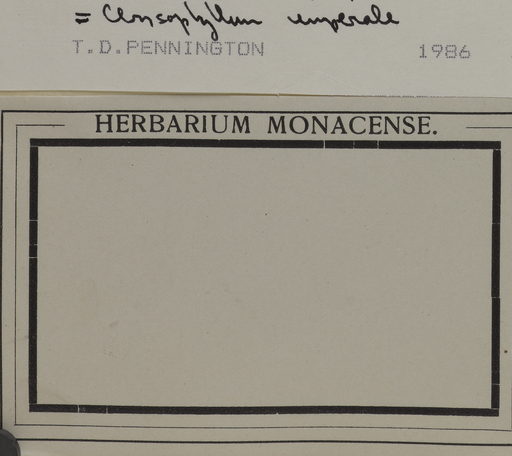 = Chrysophyllum imperiale
T.D.PENNINGTON 1986
HERBARIUM MONACENSE.